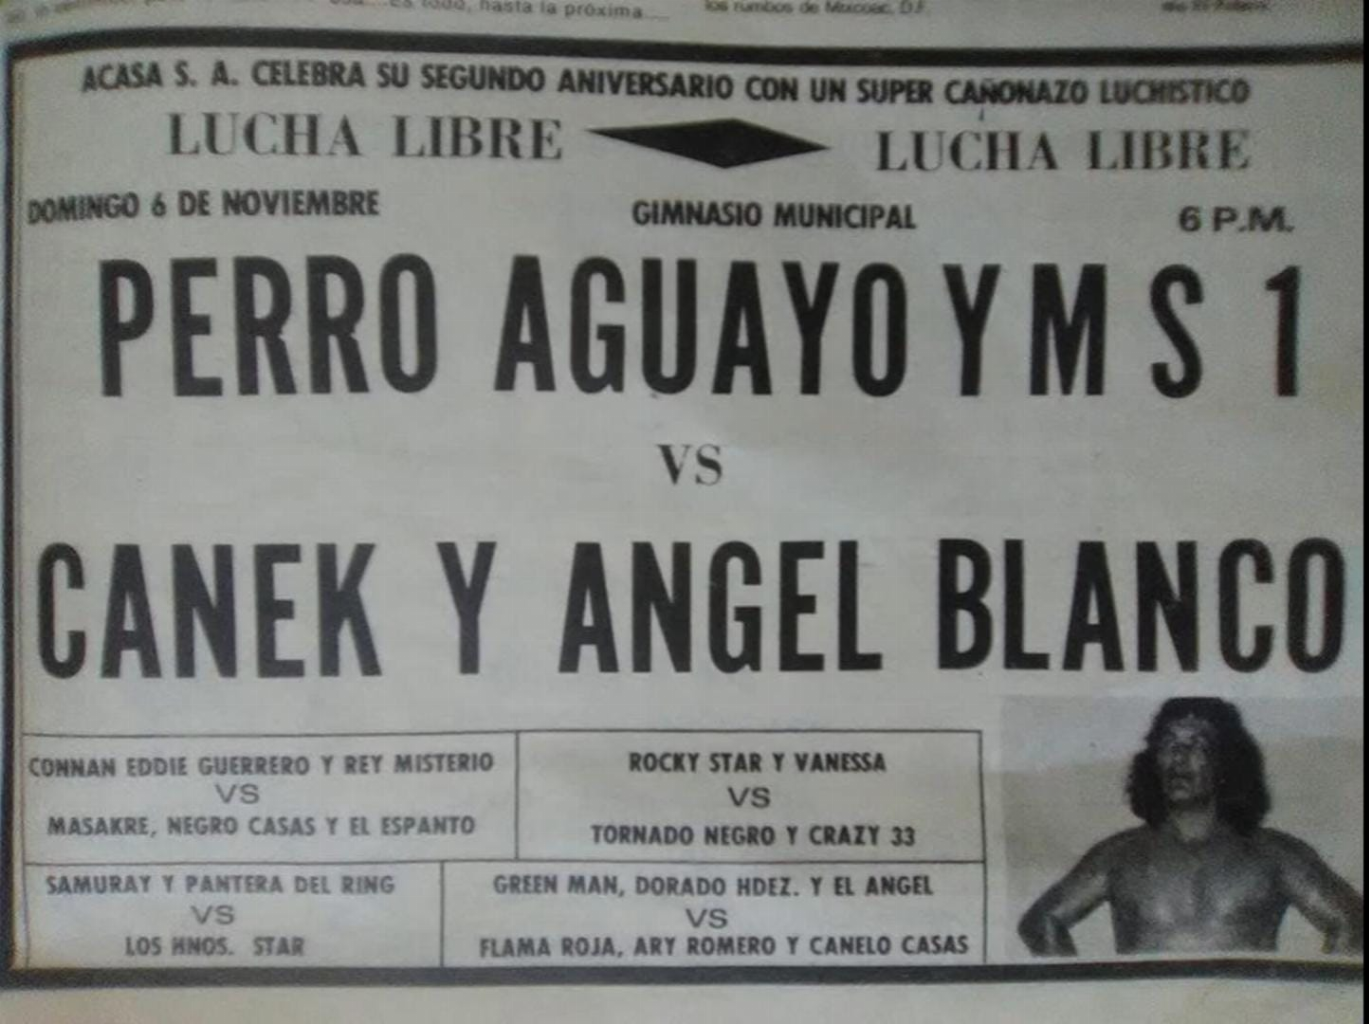 es todo, hasta la próxima....
los rumbos de Mixcoac, D.F.
ACASA S. A. CELEBRA SU SEGUNDO ANIVERSARIO CON UN SUPER CAÑONAZO LUCHISTICO
LUCHA LIBRE LUCHA LIBRE
DOMINGO 6 DE NOVIEMBRE GIMNASIO MUNICIPAL 6 P.M.
PERRO AGUAYO Y M S 1
VS
CANEK Y ANGEL BLANCO
CONNAN EDDIE GUERRERO Y REY MISTERIO
VS
MASAKRE, NEGRO CASAS Y EL ESPANTO
ROCKY STAR Y VANESSA
VS
TORNADO NEGRO Y CRAZY 33
SAMURAY Y PANTERA DEL RING
VS
LOS HNOS. STAR
GREEN MAN, DORADO HDEZ. Y EL ANGEL
VS
FLAMA ROJA, ARY ROMERO Y CANELO CASAS